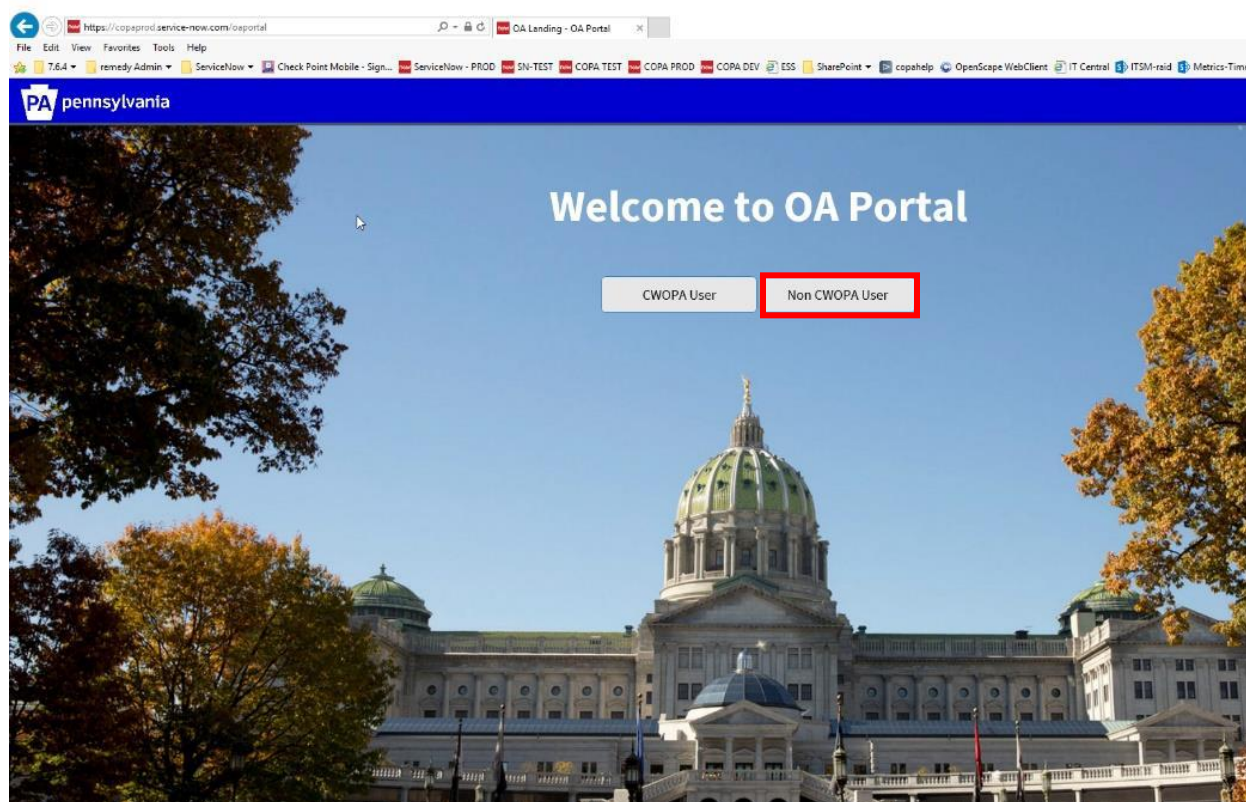 https://copaprod.service-now.com/oaportal
OA Landing - OA Portal
File Edit View Favorites Tools Help
7.6.4 remedy Admin ServiceNow Check Point Mobile - Sign... ServiceNow - PROD SN-TEST COPA TEST COPA PROD COPA DEV ESS SharePoint copahelp OpenScape WebClient IT Central ITSM-raid Metrics-Time
PA pennsylvania
Welcome to OA Portal
CWOPA User Non CWOPA User